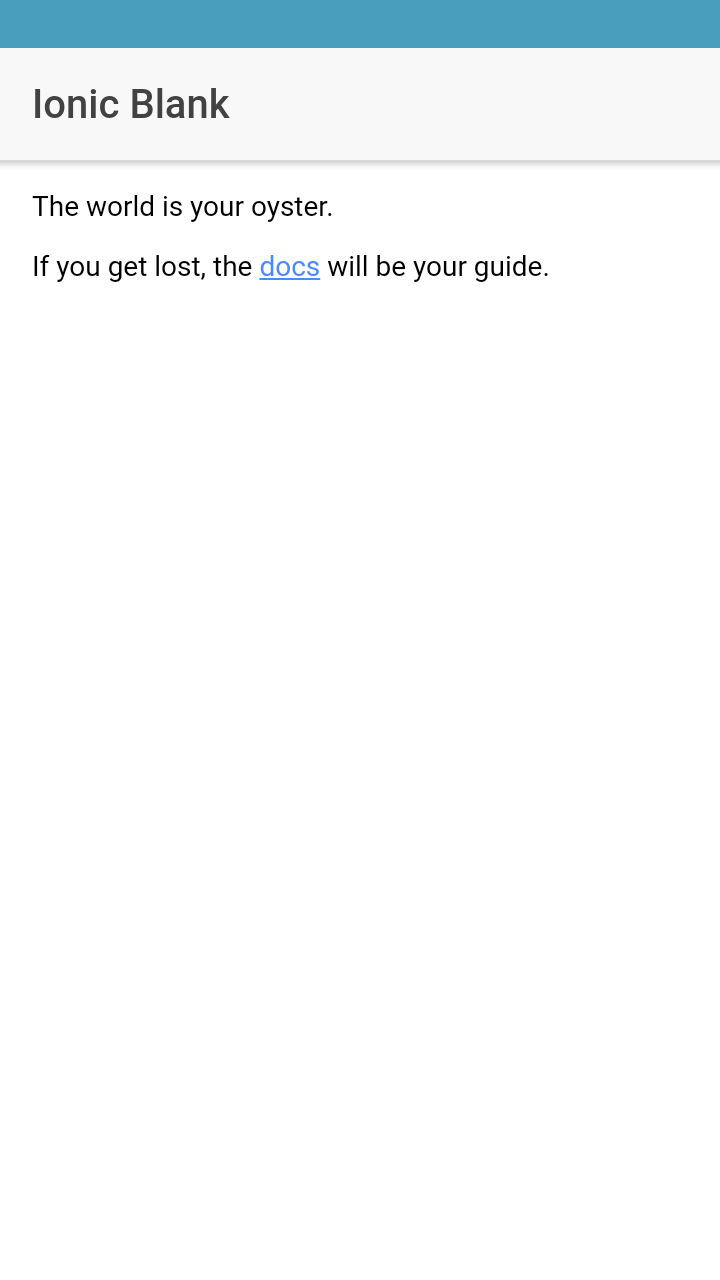 Ionic Blank
The world is your oyster.
If you get lost, the docs will be your guide.